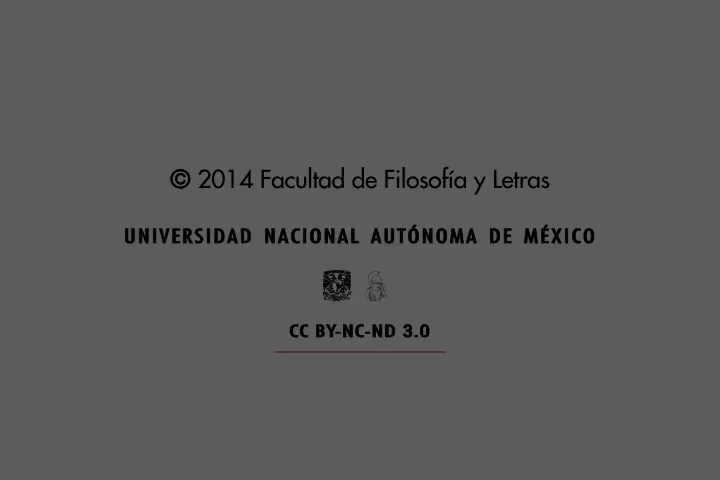 © 2014 Facultad de Filosofía y Letras
UNIVERSIDAD NACIONAL AUTÓNOMA DE MÉXICO
CC BY-NC-ND 3.0